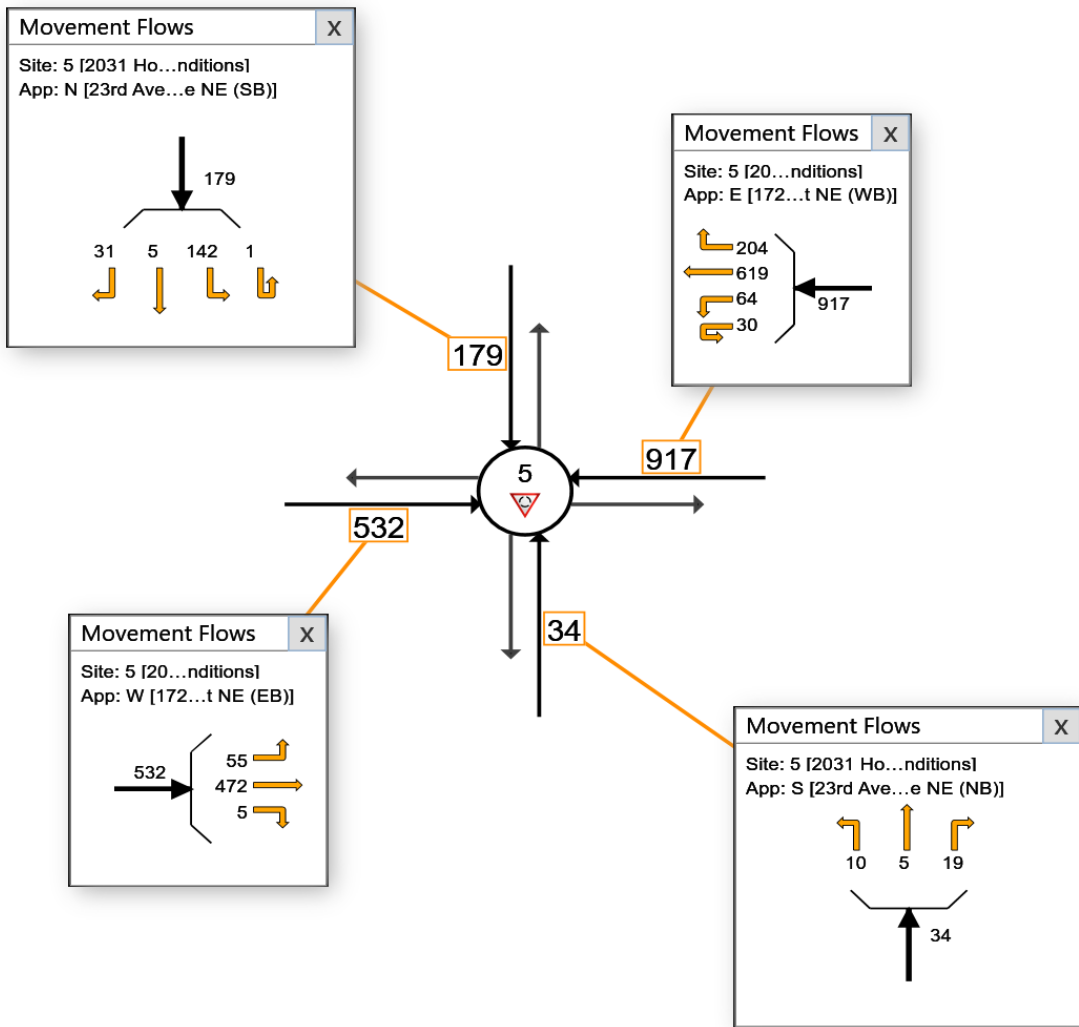 Movement Flows X
Site: 5 [2031 Ho...nditions]
App: N [23rd Ave...e NE (SB)]
179
31 5 142 1
Movement Flows X
Site: 5 [20...nditions]
App: E [172...t NE (WB)]
204
619
64
30
917
179
5
917
532
34
Movement Flows X
Site: 5 [20...nditions]
App: W [172...t NE (EB)]
532
55
472
5
Movement Flows X
Site: 5 [2031 Ho...nditions]
App: S [23rd Ave...e NE (NB)]
10 5 19
34